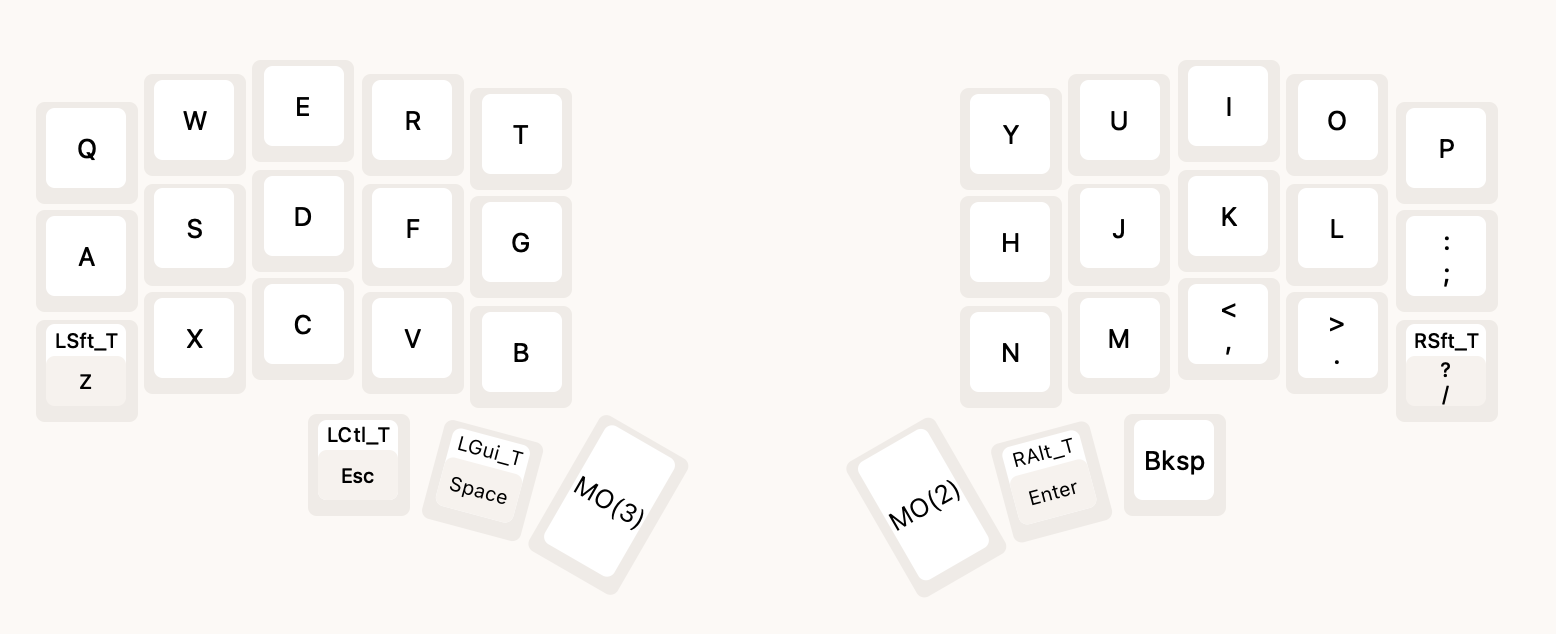 Q W E R T Y U I O P
A S D F G H J K L :
;
LSft_T X C V B N M < > RSft_T
Z , . ?
/
LCtl_T LGui_T MO(3) MO(2) RAlt_T Bksp
Esc Space Enter